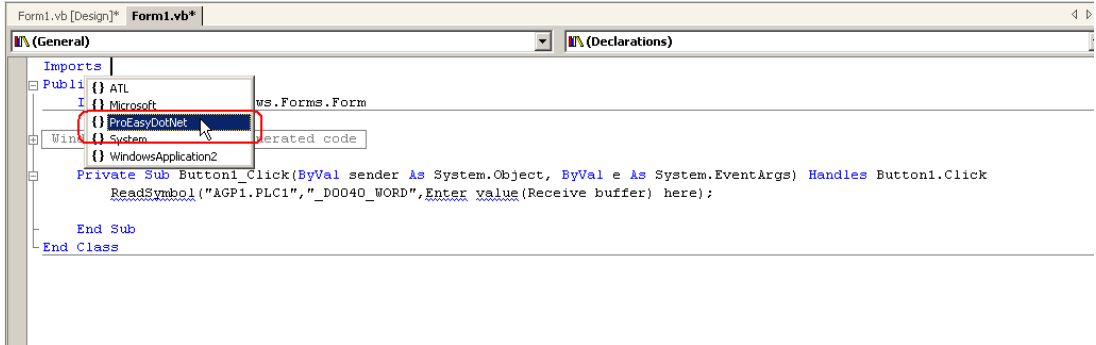 Form1.vb [Design]* Form1.vb*
(General) (Declarations)
Imports
Publi
{} ATL
I ws.Forms.Form
{} Microsoft
{} ProEasyDotNet
Wind erated code
{} System
{} WindowsApplication2
Private Sub Button1_Click(ByVal sender As System.Object, ByVal e As System.EventArgs) Handles Button1.Click
ReadSymbol("AGP1.PLC1","_D0040_WORD",Enter value(Receive buffer) here);
End Sub
End Class